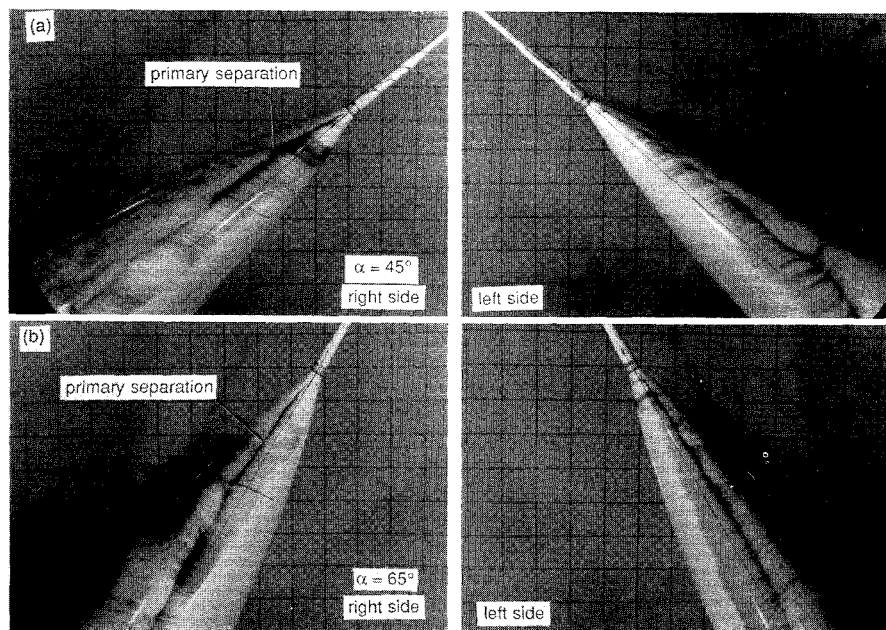 (a)
primary separation
α = 45°
right side
left side
(b)
primary separation
α = 65°
right side
left side